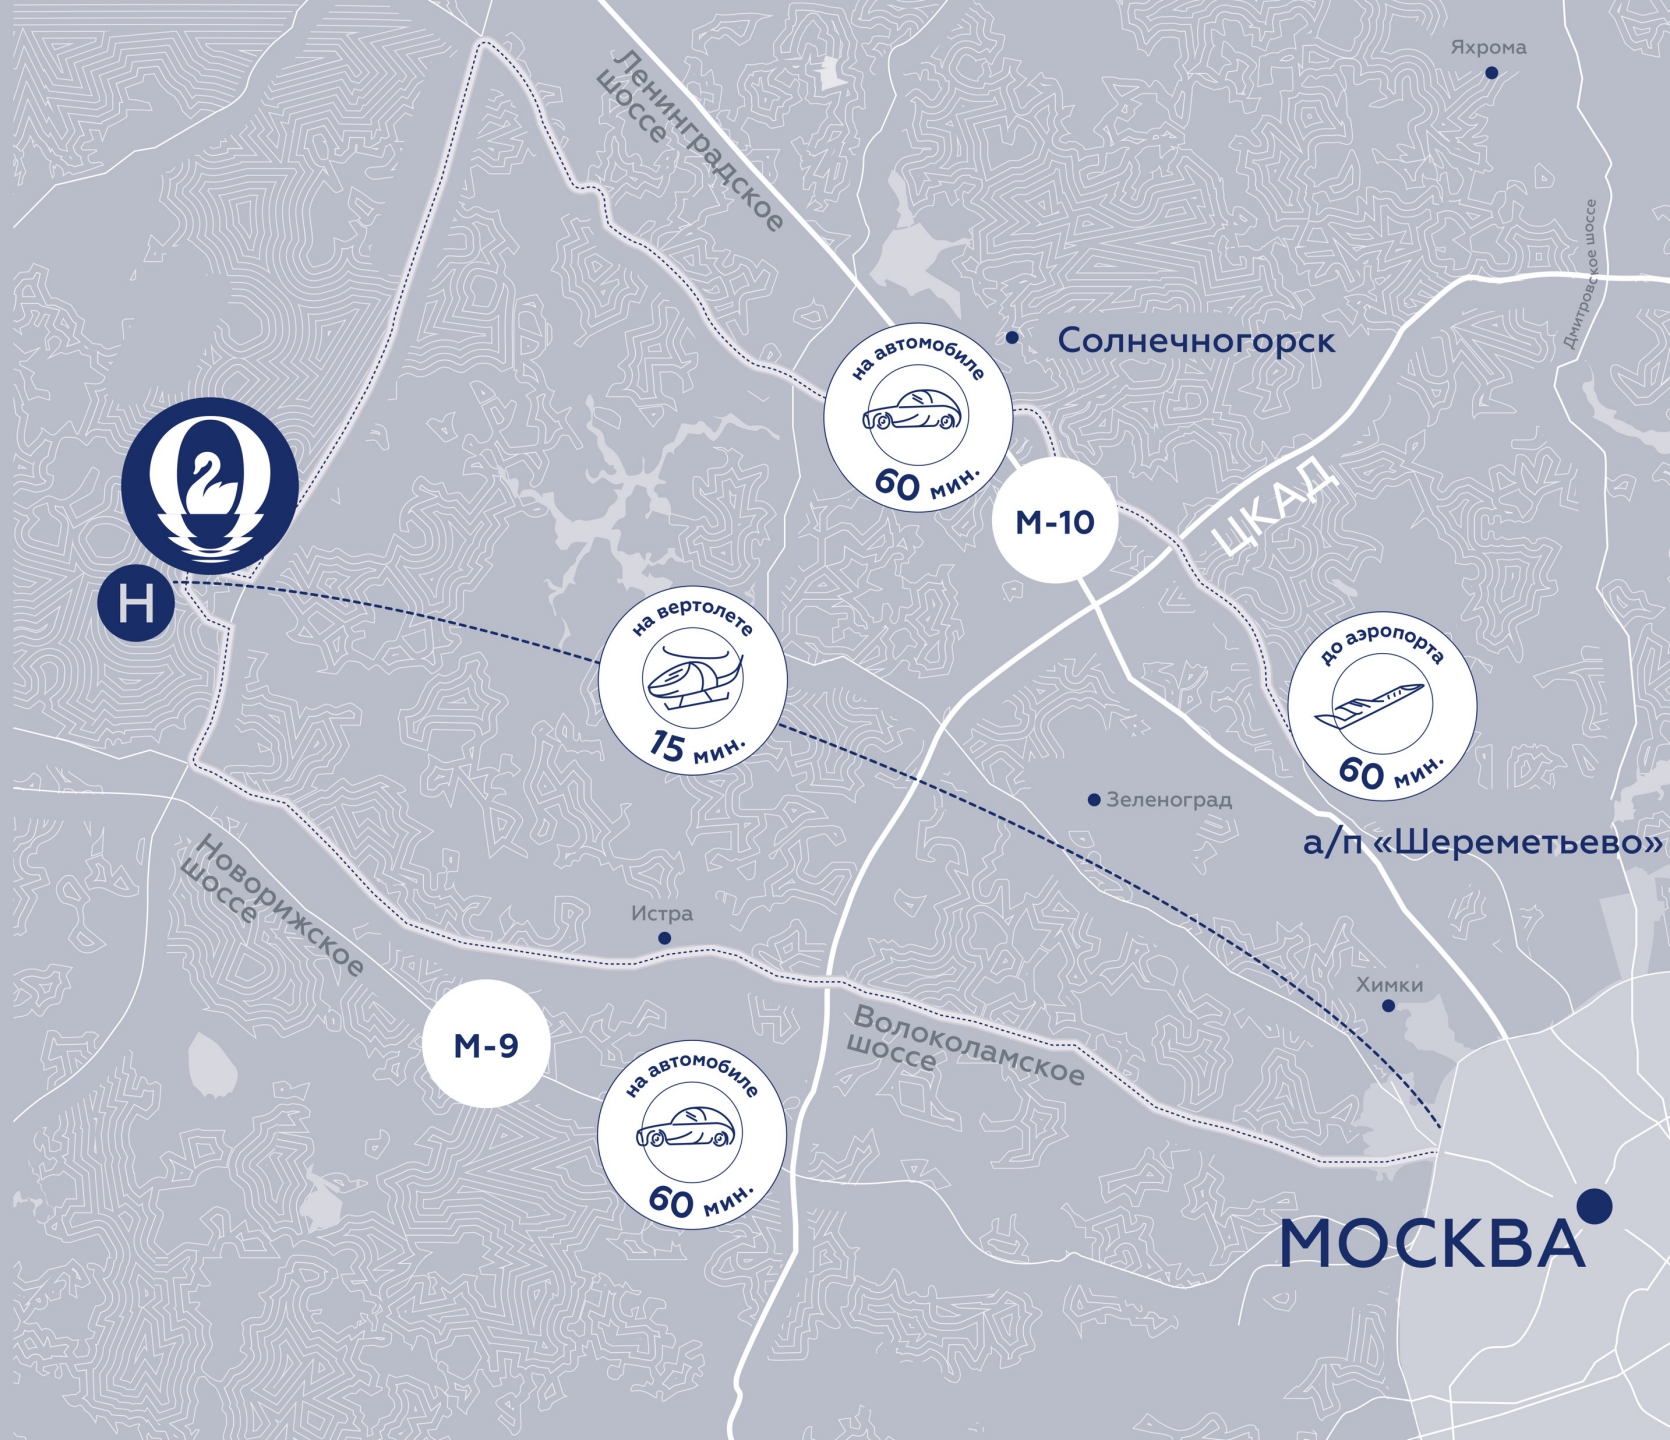 Яхрома
Ленинградское
шоссе
Дмитровское шоссе
Солнечногорск
на автомобиле
60 мин.
М-10
ЦКАД
H
на вертолете
15 мин.
до аэропорта
60 мин.
Зеленоград
а/п «Шереметьево»
Новорижское
шоссе
Истра
Химки
М-9
Волоколамское
шоссе
на автомобиле
60 мин.
МОСКВА